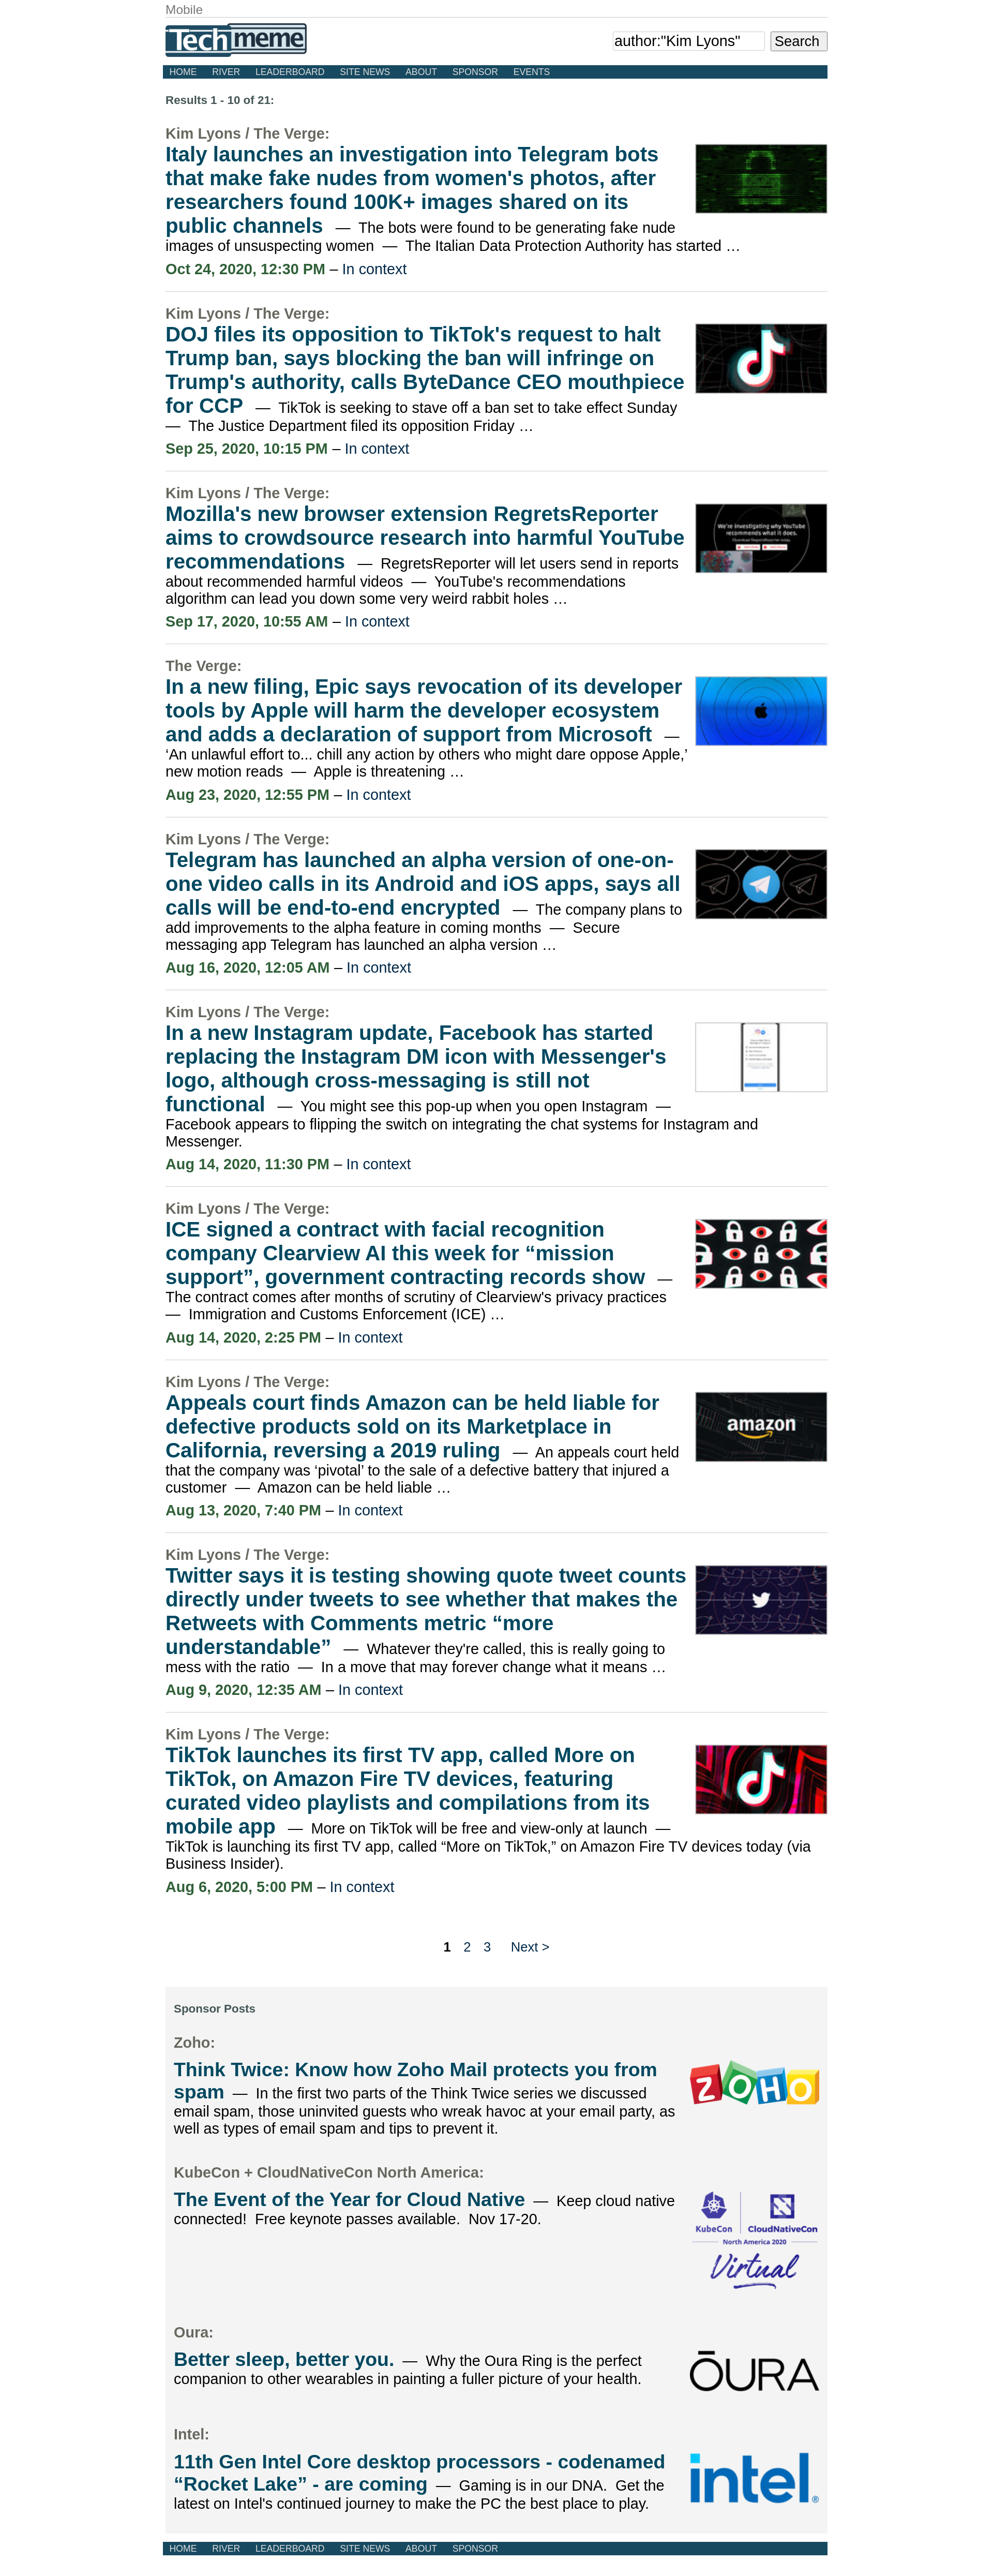 Mobile
Techmeme
author:"Kim Lyons" Search
HOME RIVER LEADERBOARD SITE NEWS ABOUT SPONSOR EVENTS
Results 1 - 10 of 21:
Kim Lyons / The Verge:
Italy launches an investigation into Telegram bots
that make fake nudes from women's photos, after
researchers found 100K+ images shared on its
public channels — The bots were found to be generating fake nude
images of unsuspecting women — The Italian Data Protection Authority has started …
Oct 24, 2020, 12:30 PM – In context
Kim Lyons / The Verge:
DOJ files its opposition to TikTok's request to halt
Trump ban, says blocking the ban will infringe on
Trump's authority, calls ByteDance CEO mouthpiece
for CCP — TikTok is seeking to stave off a ban set to take effect Sunday
— The Justice Department filed its opposition Friday …
Sep 25, 2020, 10:15 PM – In context
Kim Lyons / The Verge:
Mozilla's new browser extension RegretsReporter
aims to crowdsource research into harmful YouTube
recommendations — RegretsReporter will let users send in reports
about recommended harmful videos — YouTube's recommendations
algorithm can lead you down some very weird rabbit holes …
We're investigating why YouTube
recommends what it does.
Sep 17, 2020, 10:55 AM – In context
The Verge:
In a new filing, Epic says revocation of its developer
tools by Apple will harm the developer ecosystem
and adds a declaration of support from Microsoft —
‘An unlawful effort to... chill any action by others who might dare oppose Apple,’
new motion reads — Apple is threatening …
Aug 23, 2020, 12:55 PM – In context
Kim Lyons / The Verge:
Telegram has launched an alpha version of one-on-
one video calls in its Android and iOS apps, says all
calls will be end-to-end encrypted — The company plans to
add improvements to the alpha feature in coming months — Secure
messaging app Telegram has launched an alpha version …
Aug 16, 2020, 12:05 AM – In context
Kim Lyons / The Verge:
In a new Instagram update, Facebook has started
replacing the Instagram DM icon with Messenger's
logo, although cross-messaging is still not
functional — You might see this pop-up when you open Instagram —
Facebook appears to flipping the switch on integrating the chat systems for Instagram and
Messenger.
Aug 14, 2020, 11:30 PM – In context
Kim Lyons / The Verge:
ICE signed a contract with facial recognition
company Clearview AI this week for “mission
support”, government contracting records show —
The contract comes after months of scrutiny of Clearview's privacy practices
— Immigration and Customs Enforcement (ICE) …
Aug 14, 2020, 2:25 PM – In context
Kim Lyons / The Verge:
Appeals court finds Amazon can be held liable for
defective products sold on its Marketplace in
California, reversing a 2019 ruling — An appeals court held
that the company was ‘pivotal’ to the sale of a defective battery that injured a
customer — Amazon can be held liable …
amazon
Aug 13, 2020, 7:40 PM – In context
Kim Lyons / The Verge:
Twitter says it is testing showing quote tweet counts
directly under tweets to see whether that makes the
Retweets with Comments metric “more
understandable” — Whatever they're called, this is really going to
mess with the ratio — In a move that may forever change what it means …
Aug 9, 2020, 12:35 AM – In context
Kim Lyons / The Verge:
TikTok launches its first TV app, called More on
TikTok, on Amazon Fire TV devices, featuring
curated video playlists and compilations from its
mobile app — More on TikTok will be free and view-only at launch —
TikTok is launching its first TV app, called “More on TikTok,” on Amazon Fire TV devices today (via
Business Insider).
Aug 6, 2020, 5:00 PM – In context
1 2 3 Next >
Sponsor Posts
Zoho:
Think Twice: Know how Zoho Mail protects you from
spam — In the first two parts of the Think Twice series we discussed
email spam, those uninvited guests who wreak havoc at your email party, as
well as types of email spam and tips to prevent it.
ZOHO
KubeCon + CloudNativeCon North America:
The Event of the Year for Cloud Native — Keep cloud native
connected! Free keynote passes available. Nov 17-20.
KubeCon CloudNativeCon
North America 2020
Virtual
Oura:
Better sleep, better you. — Why the Oura Ring is the perfect
companion to other wearables in painting a fuller picture of your health.
ŌURA
Intel:
11th Gen Intel Core desktop processors - codenamed
“Rocket Lake” - are coming — Gaming is in our DNA. Get the
latest on Intel's continued journey to make the PC the best place to play.
intel®
HOME RIVER LEADERBOARD SITE NEWS ABOUT SPONSOR